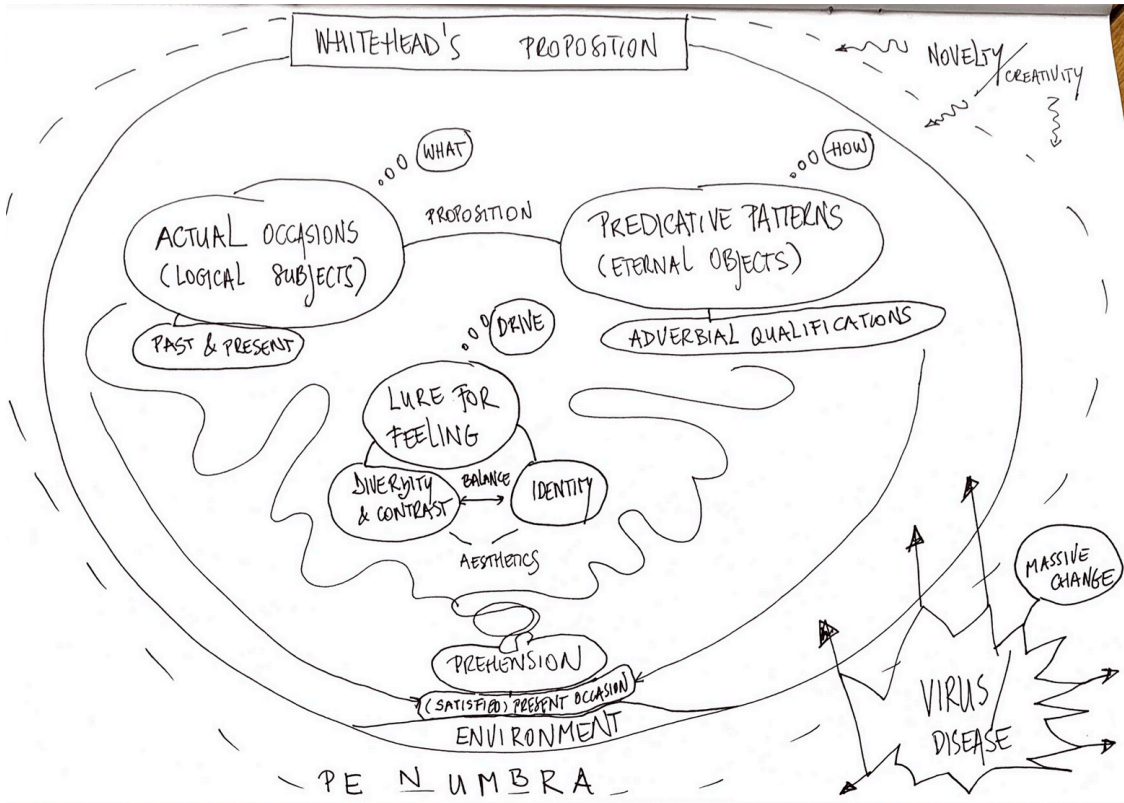 WHITEHEAD'S PROPOSITION
NOVELTY/
CREATIVITY
WHAT
HOW
ACTUAL OCCASIONS
(LOGICAL SUBJECTS)
PROPOSITION
PREDICATIVE PATTERNS
(ETERNAL OBJECTS)
PAST & PRESENT
ADVERBIAL QUALIFICATIONS
DRIVE
LURE FOR
FEELING
DIVERSITY
& CONTRAST
BALANCE
IDENTITY
AESTHETICS
MASSIVE
CHANGE
PREHENSION
(SATISFIED) PRESENT OCCASION
ENVIRONMENT
VIRUS
DISEASE
PENUMBRA